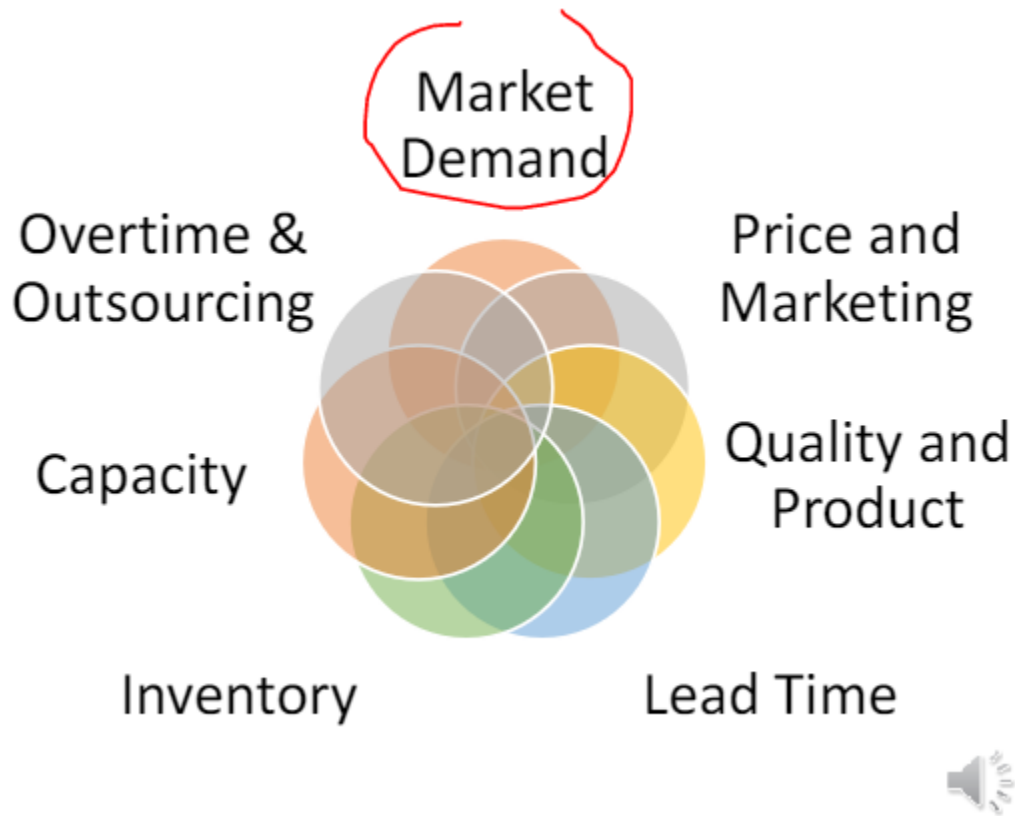 Market
Demand
Overtime &
Outsourcing
Price and
Marketing
Capacity
Quality and
Product
Inventory
Lead Time